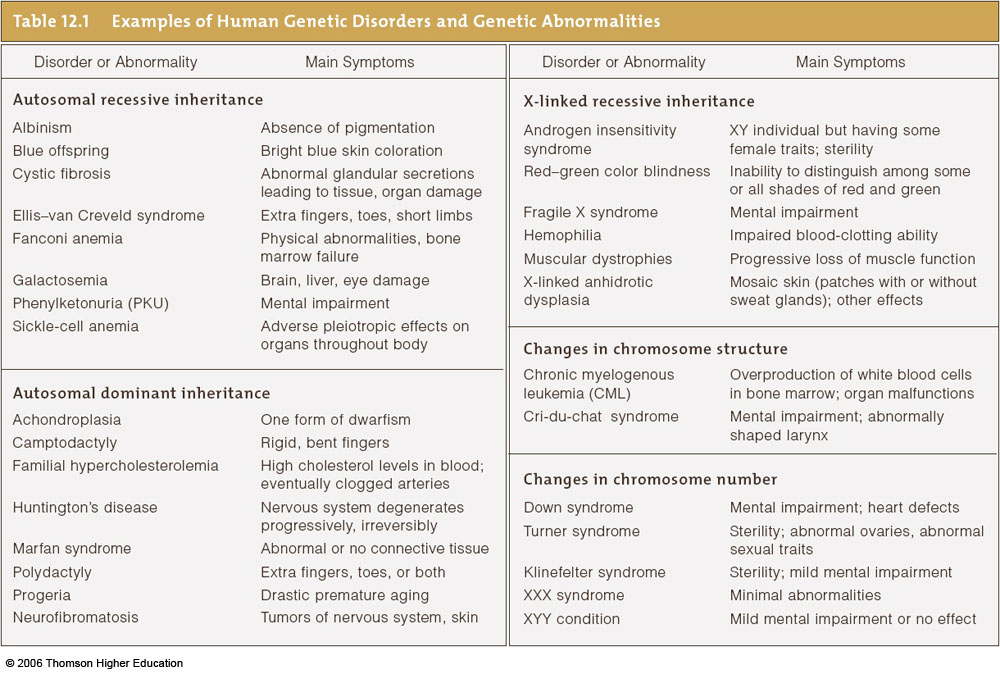 Table 12.1 Examples of Human Genetic Disorders and Genetic Abnormalities
Disorder or Abnormality Main Symptoms
Autosomal recessive inheritance
Albinism Absence of pigmentation
Blue offspring Bright blue skin coloration
Cystic fibrosis Abnormal glandular secretions
leading to tissue, organ damage
Ellis–van Creveld syndrome Extra fingers, toes, short limbs
Fanconi anemia Physical abnormalities, bone
marrow failure
Galactosemia Brain, liver, eye damage
Phenylketonuria (PKU) Mental impairment
Sickle-cell anemia Adverse pleiotropic effects on
organs throughout body
Autosomal dominant inheritance
Achondroplasia One form of dwarfism
Camptodactyly Rigid, bent fingers
Familial hypercholesterolemia High cholesterol levels in blood;
eventually clogged arteries
Huntington's disease Nervous system degenerates
progressively, irreversibly
Marfan syndrome Abnormal or no connective tissue
Polydactyly Extra fingers, toes, or both
Progeria Drastic premature aging
Neurofibromatosis Tumors of nervous system, skin
Disorder or Abnormality Main Symptoms
X-linked recessive inheritance
Androgen insensitivity XY individual but having some
syndrome female traits; sterility
Red–green color blindness Inability to distinguish among some
or all shades of red and green
Fragile X syndrome Mental impairment
Hemophilia Impaired blood-clotting ability
Muscular dystrophies Progressive loss of muscle function
X-linked anhidrotic Mosaic skin (patches with or without
dysplasia sweat glands); other effects
Changes in chromosome structure
Chronic myelogenous Overproduction of white blood cells
leukemia (CML) in bone marrow; organ malfunctions
Cri-du-chat syndrome Mental impairment; abnormally
shaped larynx
Changes in chromosome number
Down syndrome Mental impairment; heart defects
Turner syndrome Sterility; abnormal ovaries, abnormal
sexual traits
Klinefelter syndrome Sterility; mild mental impairment
XXX syndrome Minimal abnormalities
XYY condition Mild mental impairment or no effect
© 2006 Thomson Higher Education